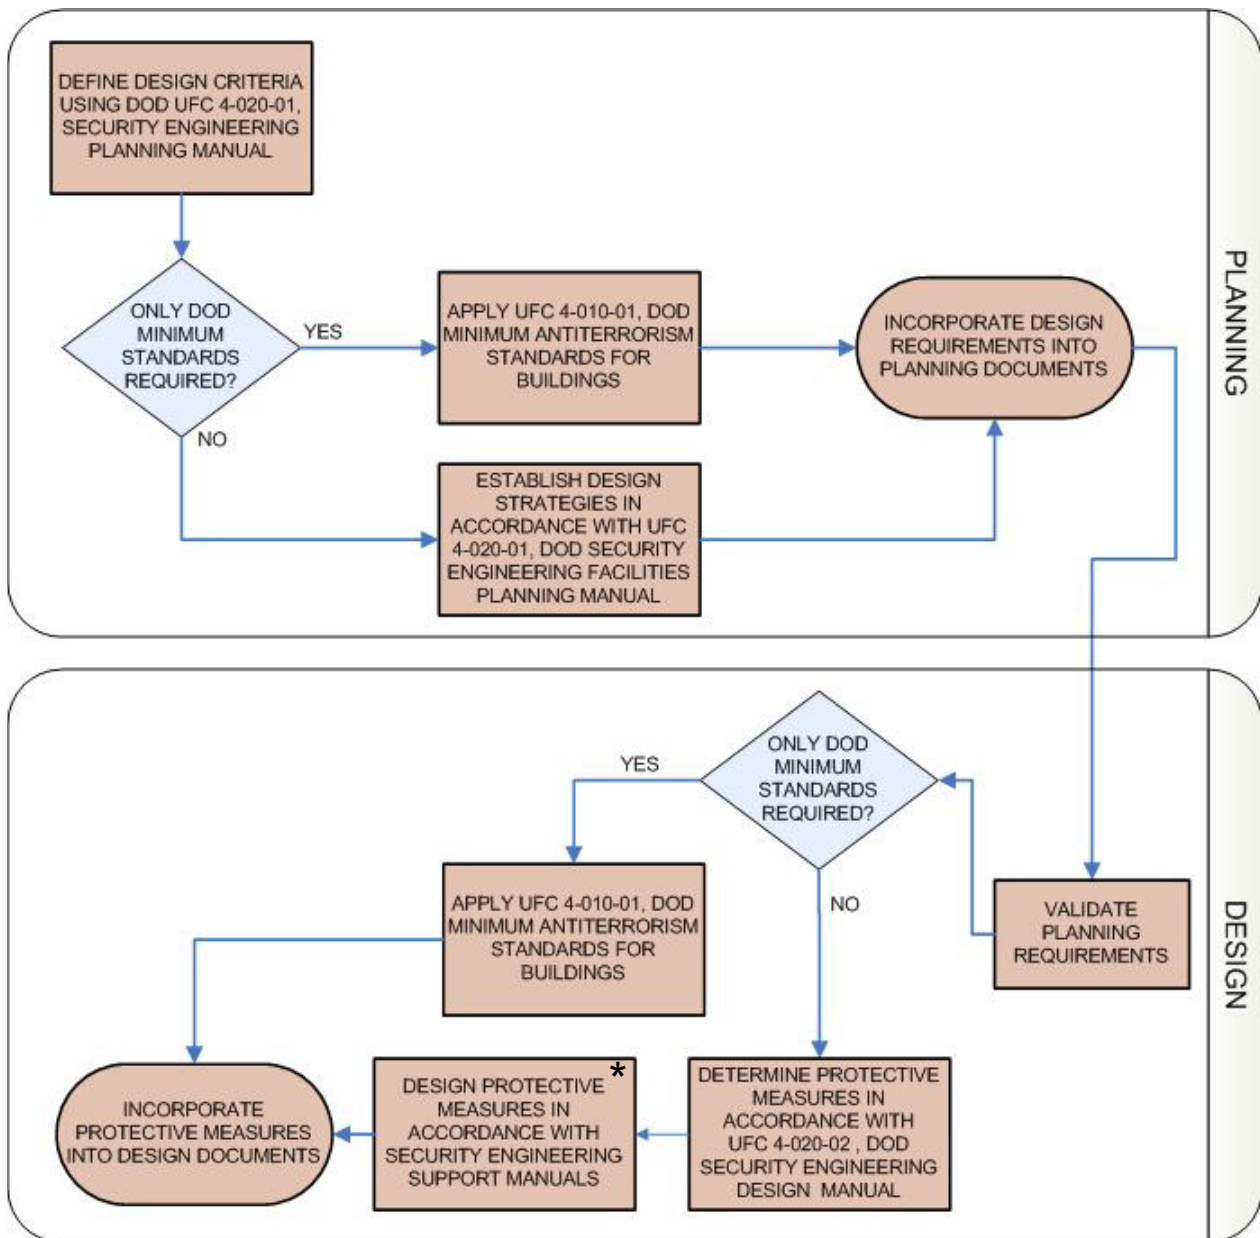 DEFINE DESIGN CRITERIA
USING DOD UFC 4-020-01,
SECURITY ENGINEERING
PLANNING MANUAL
ONLY DOD
MINIMUM
STANDARDS
REQUIRED?
YES
NO
APPLY UFC 4-010-01, DOD
MINIMUM ANTITERRORISM
STANDARDS FOR
BUILDINGS
ESTABLISH DESIGN
STRATEGIES IN
ACCORDANCE WITH UFC
4-020-01, DOD SECURITY
ENGINEERING FACILITIES
PLANNING MANUAL
INCORPORATE DESIGN
REQUIREMENTS INTO
PLANNING DOCUMENTS
PLANNING
VALIDATE
PLANNING
REQUIREMENTS
ONLY DOD
MINIMUM
STANDARDS
REQUIRED?
YES
NO
APPLY UFC 4-010-01, DOD
MINIMUM ANTITERRORISM
STANDARDS FOR
BUILDINGS
DETERMINE PROTECTIVE
MEASURES IN
ACCORDANCE WITH
UFC 4-020-02 , DOD
SECURITY ENGINEERING
DESIGN MANUAL
*
DESIGN PROTECTIVE
MEASURES IN
ACCORDANCE WITH
SECURITY ENGINEERING
SUPPORT MANUALS
INCORPORATE
PROTECTIVE MEASURES
INTO DESIGN DOCUMENTS
DESIGN